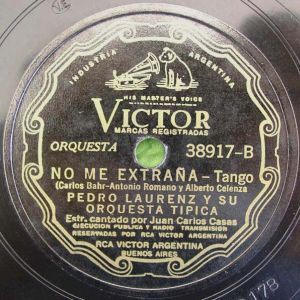 VE
INDUSTRIA ARGENTINA
"HIS MASTER'S VOICE"
VICTOR
MARCAS REGISTRADAS
ORQUESTA 38917-B
NO ME EXTRAÑA - Tango
(Carlos Bahr-Antonio Romano y Alberto Celenza
PEDRO LAURENZ Y SU
ORQUESTA TIPICA
Estr. cantado por Juan Carlos Casas
EJECUCION PUBLICA Y RADIO TRANSMISION
RESERVADAS POR RCA VICTOR ARGENTINA
RCA VICTOR ARGENTINA
BUENOS AIRES